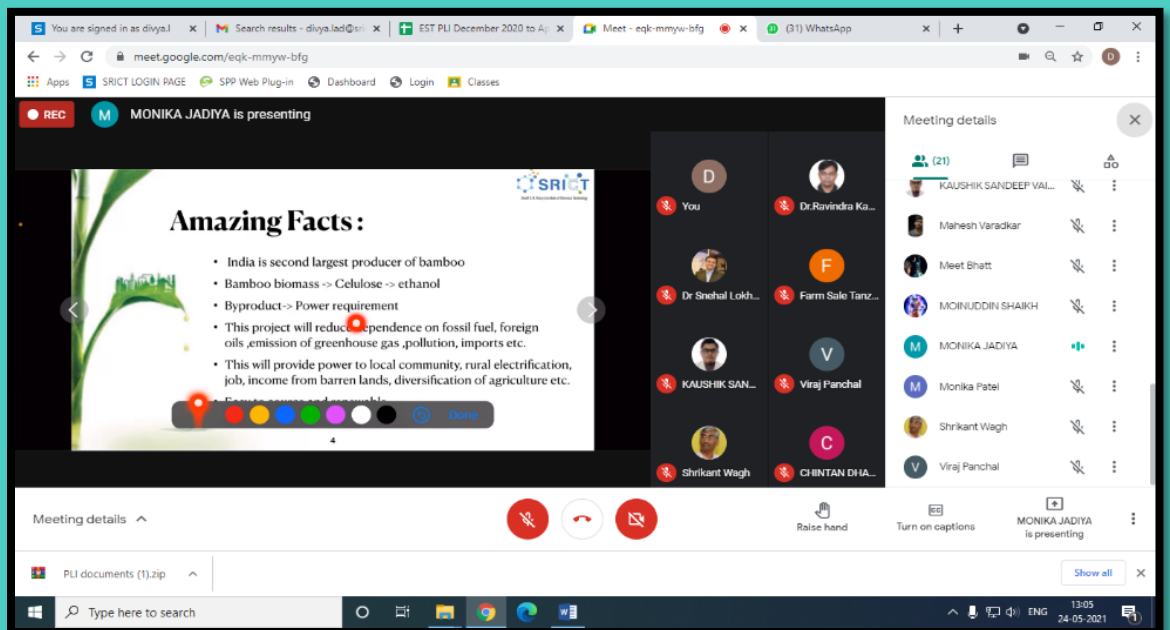 You are signed in as divya.l
Search results - divya.lad@sri
EST PLI December 2020 to Ap
Meet - eqk-mmyw-bfg
(31) WhatsApp
meet.google.com/eqk-mmyw-bfg
D
Apps
SRICT LOGIN PAGE
SPP Web Plug-in
Dashboard
Login
Classes
REC
M
MONIKA JADIYA is presenting
SRICT
Amazing Facts :
• India is second largest producer of bamboo
• Bamboo biomass -> Celulose -> ethanol
• Byproduct-> Power requirement
• This project will reduce dependence on fossil fuel, foreign
oils ,emission of greenhouse gas ,pollution, imports etc.
• This will provide power to local community, rural electrification,
job, income from barren lands, diversification of agriculture etc.
Done
4
D
You
Dr.Ravindra Ka...
Dr Snehal Lokh...
F
Farm Sale Tanz...
KAUSHIK SAN...
V
Viraj Panchal
Shrikant Wagh
C
CHINTAN DHA...
Meeting details
(21)
KAUSHIK SANDEEP VAI...
Mahesh Varadkar
Meet Bhatt
MOINUDDIN SHAIKH
M
MONIKA JADIYA
M
Monika Patel
Shrikant Wagh
V
Viraj Panchal
Meeting details
Raise hand
CC
Turn on captions
MONIKA JADIYA
is presenting
PLI documents (1).zip
Show all
Type here to search
ENG
13:05
24-05-2021